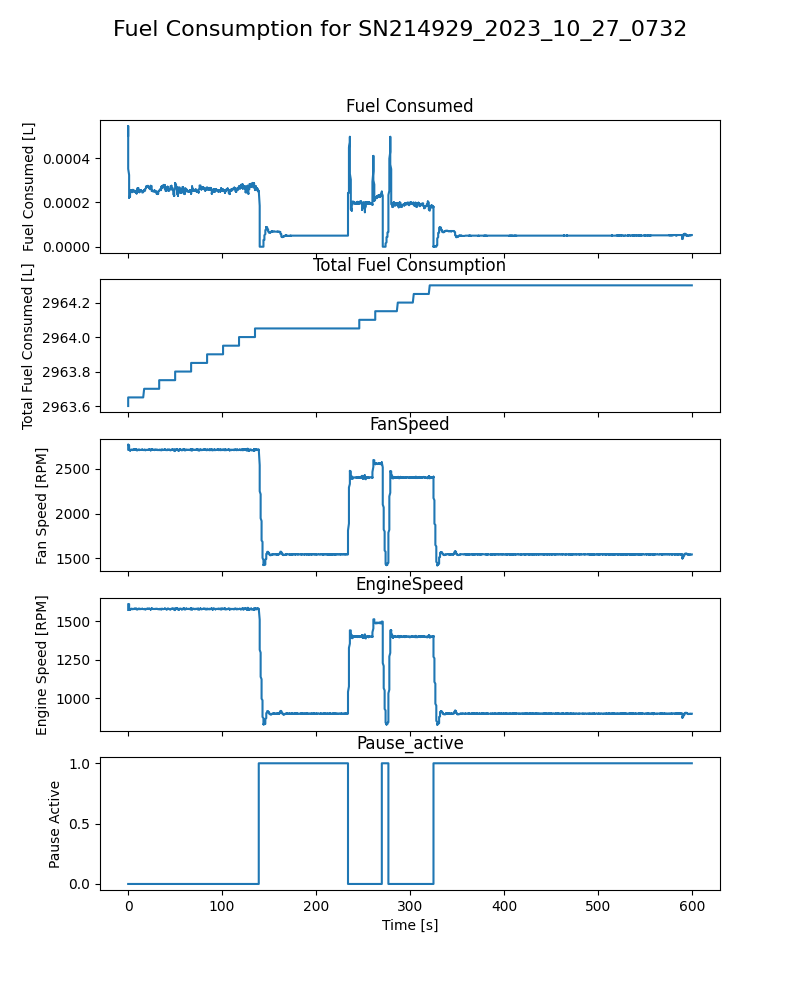 Fuel Consumption for SN214929_2023_10_27_0732
Fuel Consumed
Fuel Consumed [L]
0.0004
0.0002
0.0000
Total Fuel Consumption
Total Fuel Consumed [L]
2964.2
2964.0
2963.8
2963.6
FanSpeed
Fan Speed [RPM]
2500
2000
1500
EngineSpeed
Engine Speed [RPM]
1500
1250
1000
Pause_active
Pause Active
1.0
0.5
0.0
0 100 200 300 400 500 600
Time [s]